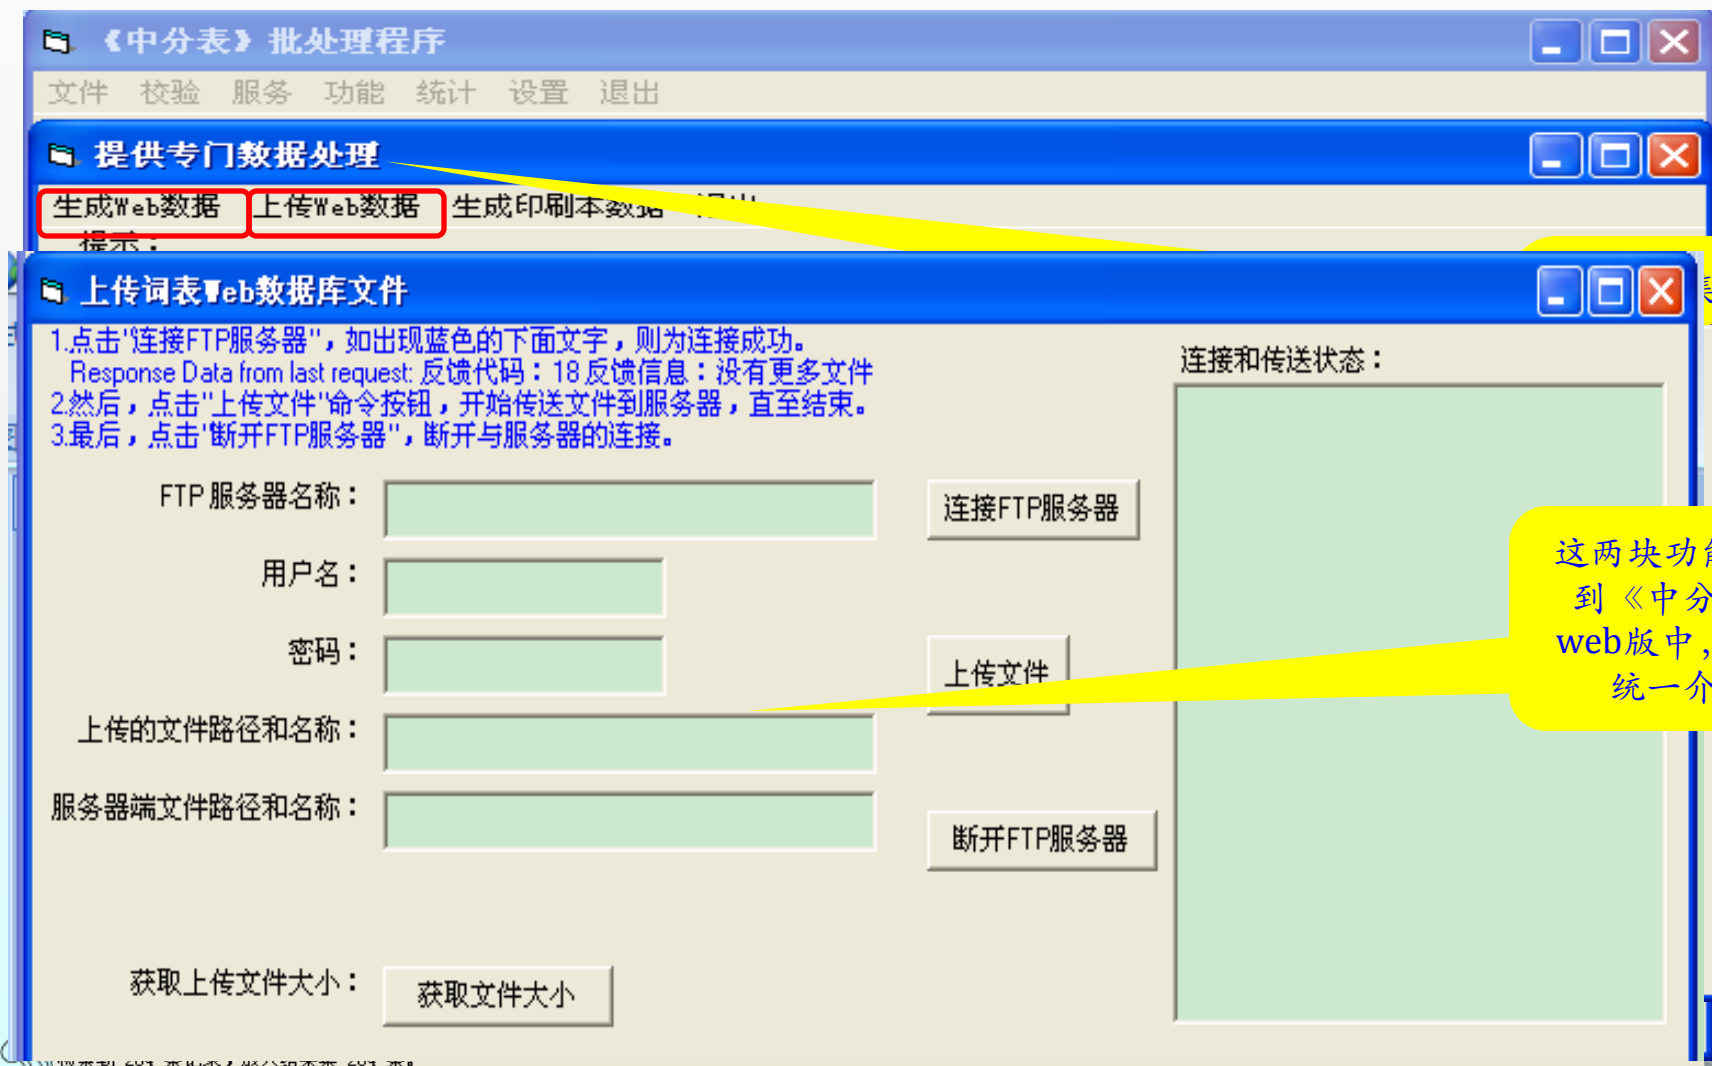 《中分表》批处理程序
文件 校验 服务 功能 统计 设置 退出
提供专门数据处理
生成Web数据 上传Web数据 生成印刷本数据
提示：
上传词表Web数据库文件
1.点击"连接FTP服务器"，如出现蓝色的下面文字，则为连接成功。
Response Data from last request: 反馈代码：18 反馈信息：没有更多文件
2.然后，点击"上传文件"命令按钮，开始传送文件到服务器，直至结束。
3.最后，点击"断开FTP服务器"，断开与服务器的连接。
连接和传送状态：
FTP 服务器名称：
连接FTP服务器
用户名：
密码：
上传文件
上传的文件路径和名称：
服务器端文件路径和名称：
断开FTP服务器
获取上传文件大小：
获取文件大小
这两块功
到《中分
web版中，
统一介